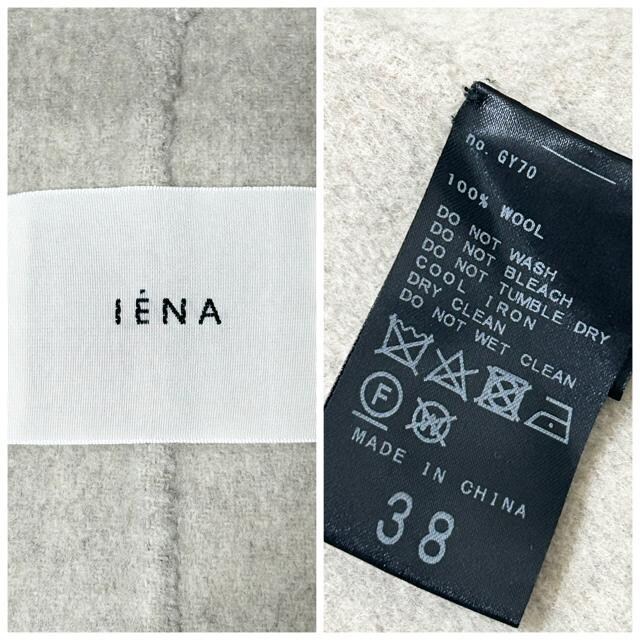 IÉNA
no. GY70
100% WOOL
DO NOT WASH
DO NOT BLEACH
DO NOT TUMBLE DRY
COOL IRON
DRY CLEAN
DO NOT WET CLEAN
F
W
MADE IN CHINA
38